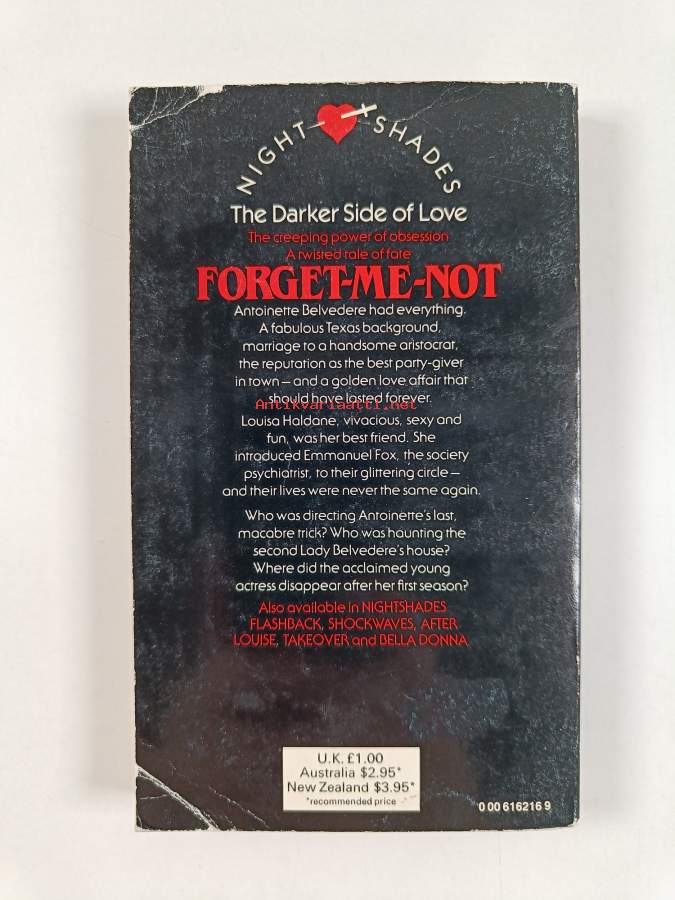 NIGHTSHADES
The Darker Side of Love
The creeping power of obsession
A twisted tale of fate
FORGET-ME-NOT
Antoinette Belvedere had everything.
A fabulous Texas background,
marriage to a handsome aristocrat,
the reputation as the best party-giver
in town — and a golden love affair that
should have lasted forever.
Antikvariaatti.net
Louisa Haldane, vivacious, sexy and
fun, was her best friend. She
introduced Emmanuel Fox, the society
psychiatrist, to their glittering circle —
and their lives were never the same again.
Who was directing Antoinette's last,
macabre trick? Who was haunting the
second Lady Belvedere's house?
Where did the acclaimed young
actress disappear after her first season?
Also available in NIGHTSHADES
FLASHBACK, SHOCKWAVES, AFTER
LOUISE, TAKEOVER and BELLA DONNA
U.K. £1.00
Australia $2.95*
New Zealand $3.95*
*recommended price
0 00 616216 9